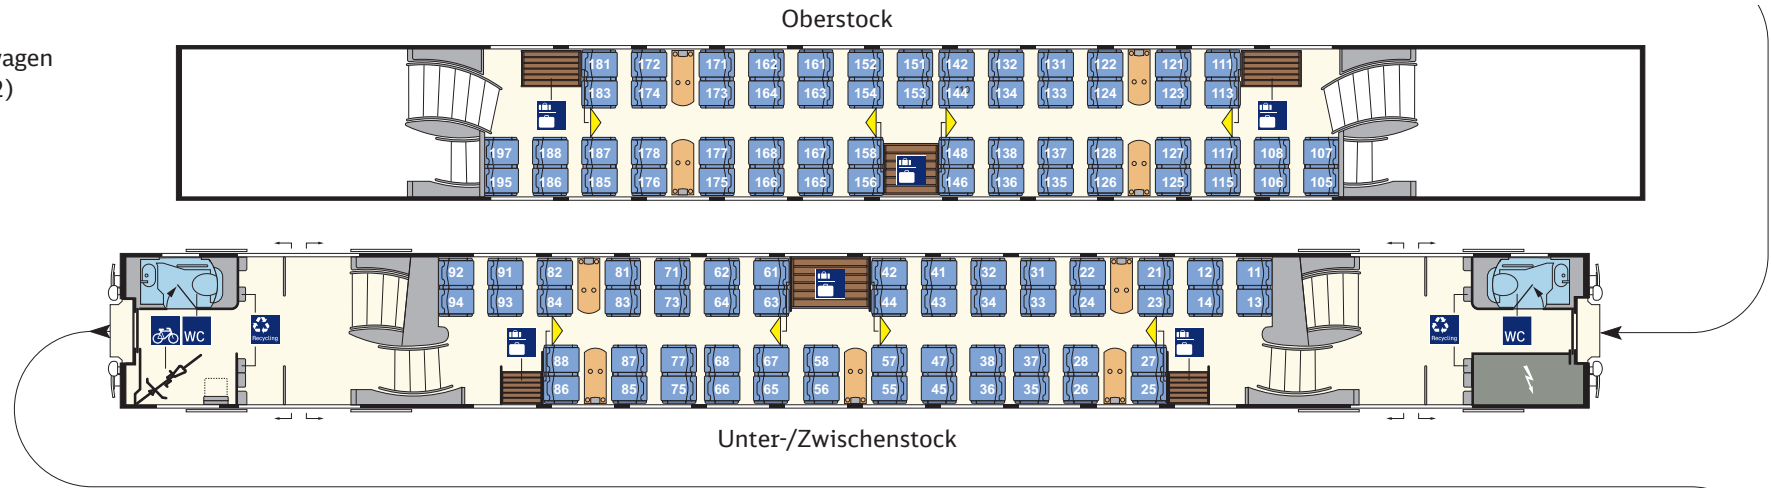 Oberstock
wagen
2)
181 172 171 162 161 152 151 142 132 131 122 121 111
183 174 173 164 163 154 153 144 134 133 124 123 113
197 188 187 178 177 168 167 158 148 138 137 128 127 117 108 107
195 186 185 176 175 166 165 156 146 136 135 126 125 115 106 105
92 91 82 81 71 62 61 42 41 32 31 22 21 12 11
94 93 84 83 73 64 63 44 43 34 33 24 23 14 13
WC Recycling Recycling WC
88 87 77 68 67 58 57 47 38 37 28 27
86 85 75 66 65 56 55 45 36 35 26 25
Unter-/Zwischenstock